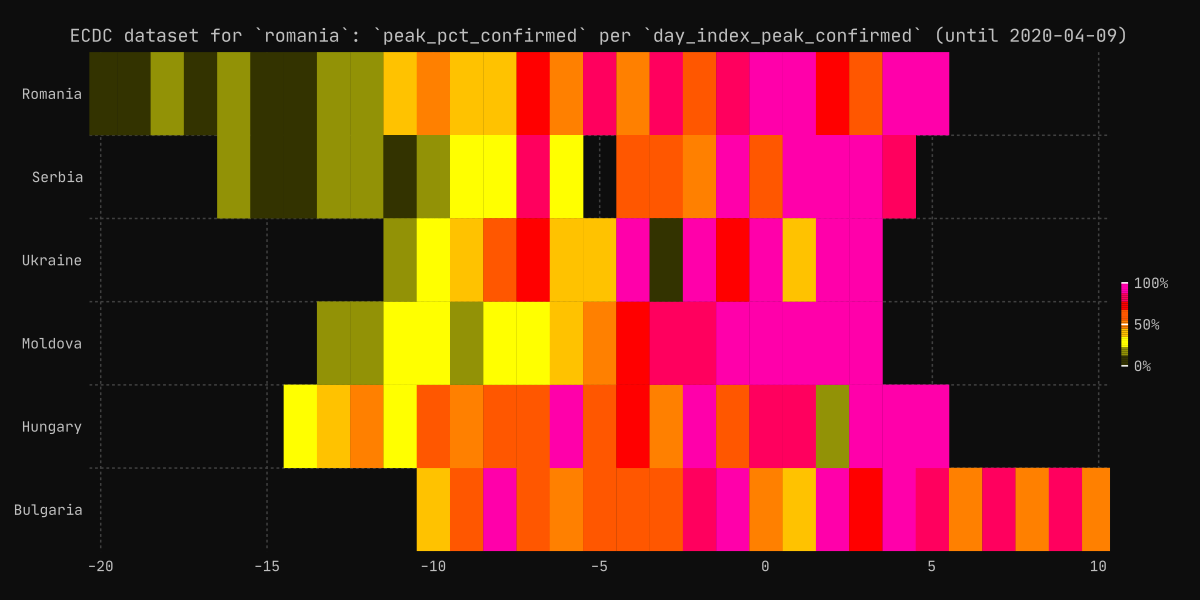 ECDC dataset for `romania`: `peak_pct_confirmed` per `day_index_peak_confirmed` (until 2020-04-09)
Romania
Serbia
Ukraine
Moldova
Hungary
Bulgaria
100%
50%
0%
−20 −15 −10 −5 0 5 10